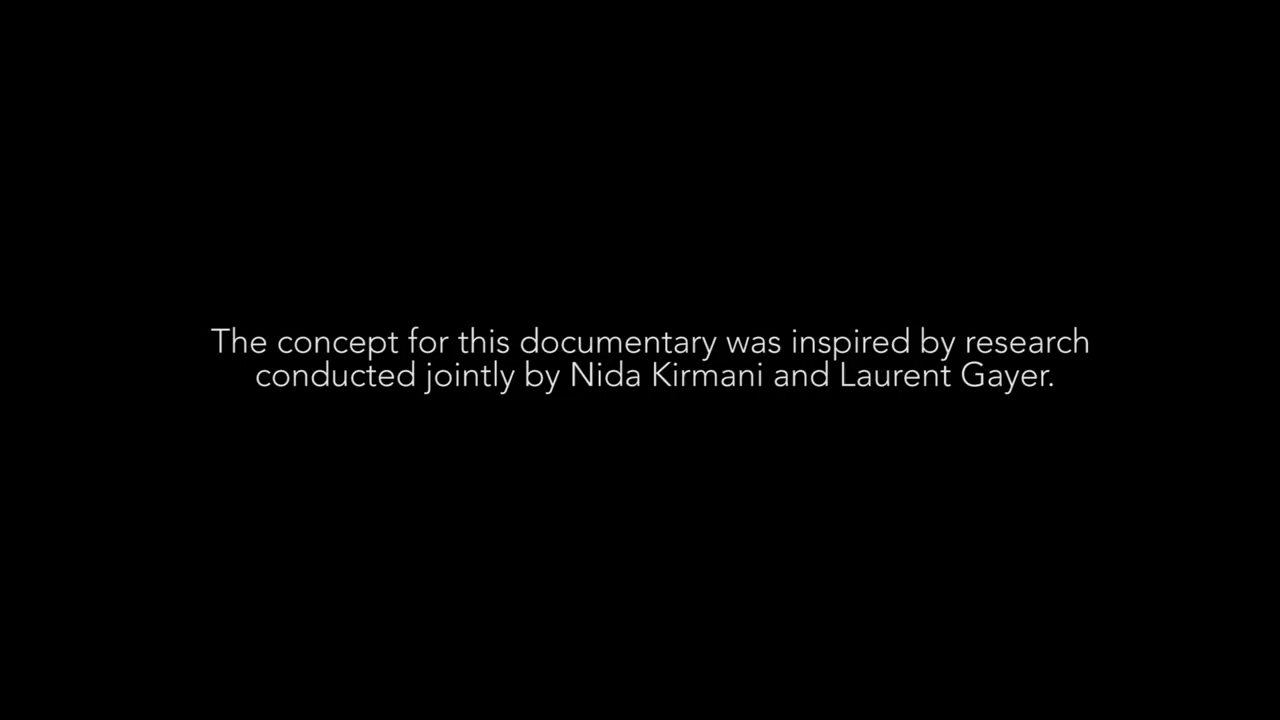 The concept for this documentary was inspired by research
conducted jointly by Nida Kirmani and Laurent Gayer.